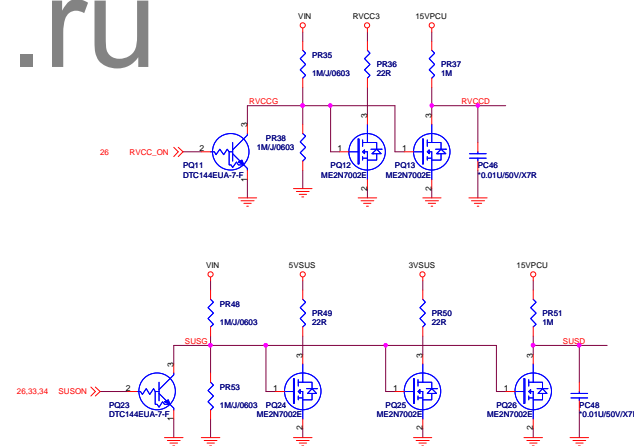 .ru
VIN RVCC3 15VPCU
PR35 PR36 PR37
1M/J/0603 22R 1M
RVCCG RVCCD
3 PR38 3 3
1M/J/0603
26 RVCC_ON 2 1 1
PQ11 PQ12 PQ13 PC46
DTC144EUA-7-F ME2N7002E ME2N7002E *0.01U/50V/X7R
1 2 2
VIN 5VSUS 3VSUS 15VPCU
PR48 PR49 PR50 PR51
1M/J/0603 22R 22R 1M
SUSG SUSD
3 3 3 3
26,33,34 SUSON 2 PR53 1 1 1
PQ23 1M/J/0603 PQ24 PQ25 PQ26 PC48
DTC144EUA-7-F ME2N7002E ME2N7002E ME2N7002E *0.01U/50V/X7
1 2 2 2